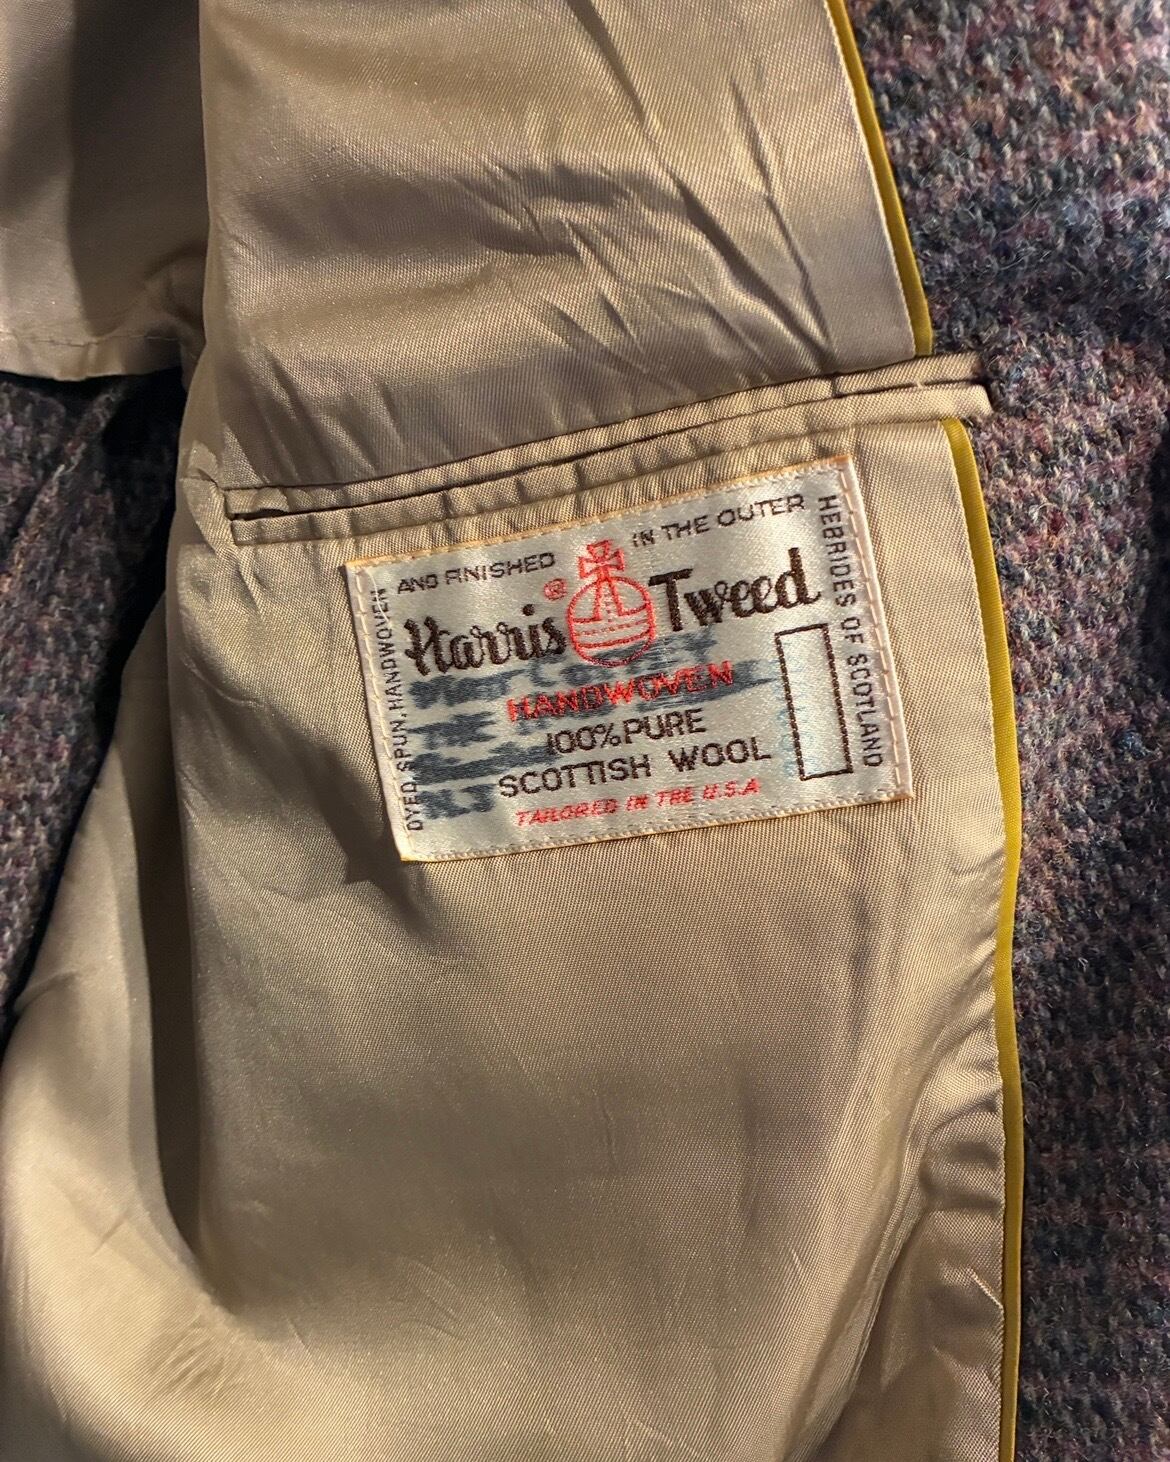 DYED, SPUN, HANDWOVEN
AND FINISHED
IN THE OUTER
HEBRIDES OF SCOTLAND
Harris ® Tweed
HANDWOVEN
100% PURE
SCOTTISH WOOL
TAILORED IN THE U.S.A